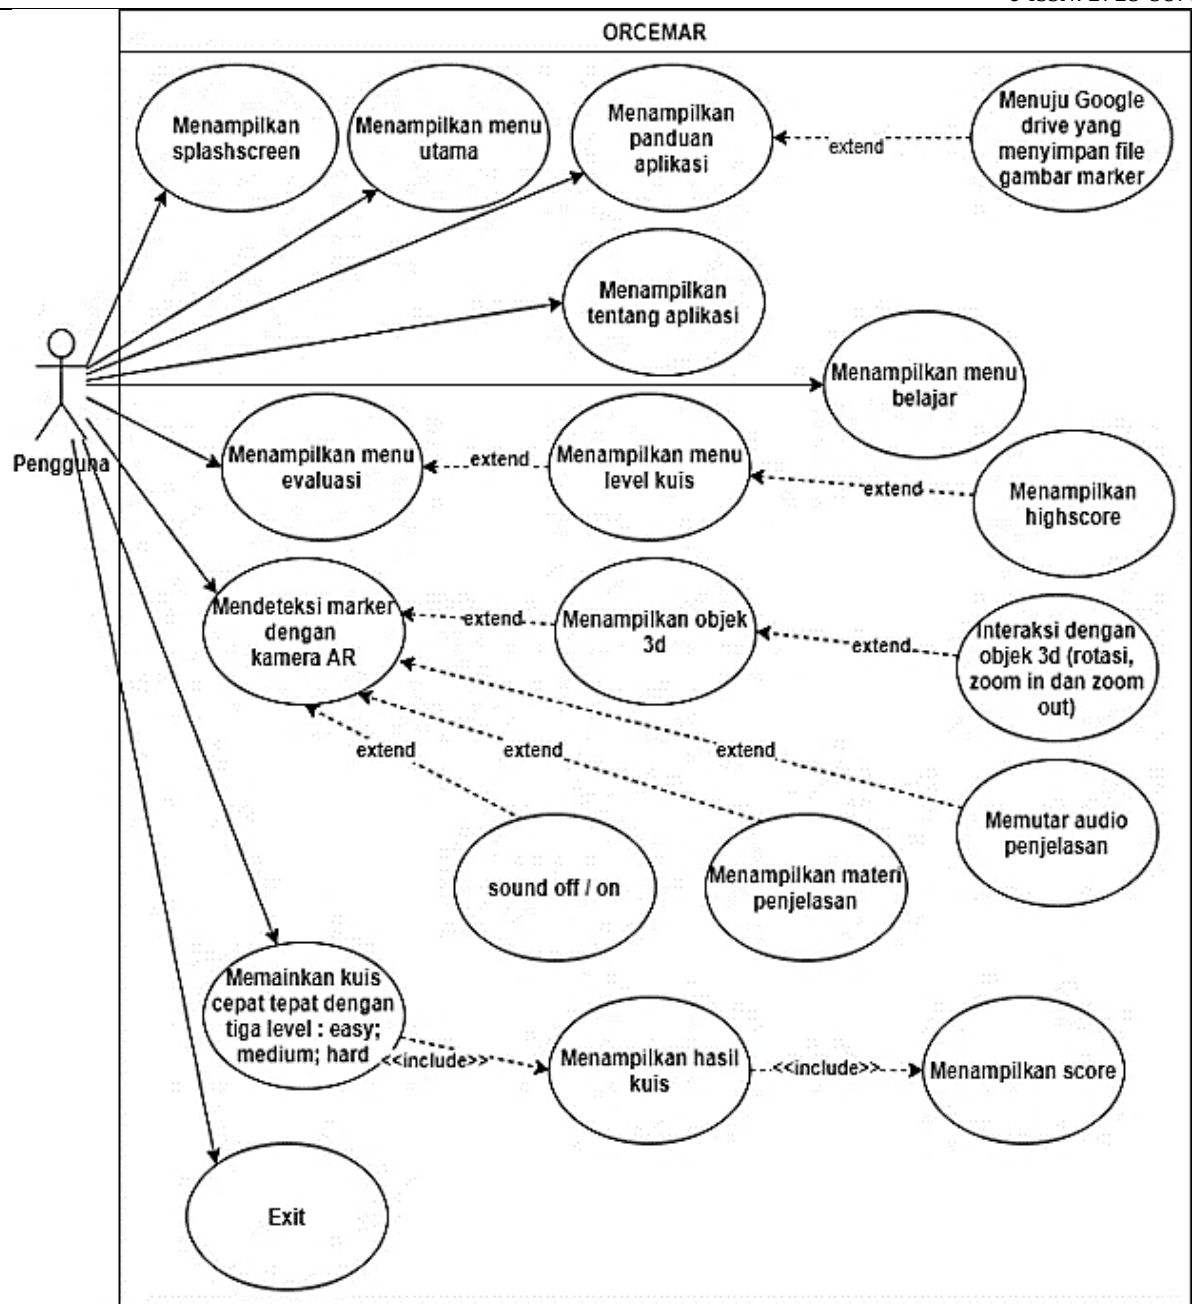 ORCEMAR
Menampilkan
splashscreen
Menampilkan menu
utama
Menampilkan
panduan
aplikasi
extend
Menuju Google
drive yang
menyimpan file
gambar marker
Menampilkan
tentang aplikasi
Menampilkan menu
belajar
Pengguna
Menampilkan menu
evaluasi
extend
Menampilkan menu
level kuis
extend
Menampilkan
highscore
Mendeteksi marker
dengan
kamera AR
extend
Menampilkan objek
3d
extend
Interaksi dengan
objek 3d (rotasi,
zoom in dan zoom
out)
extend
extend
extend
sound off / on
Menampilkan materi
penjelasan
Memutar audio
penjelasan
Memainkan kuis
cepat tepat dengan
tiga level : easy;
medium; hard
<<include>>
Menampilkan hasil
kuis
<<include>>
Menampilkan score
Exit